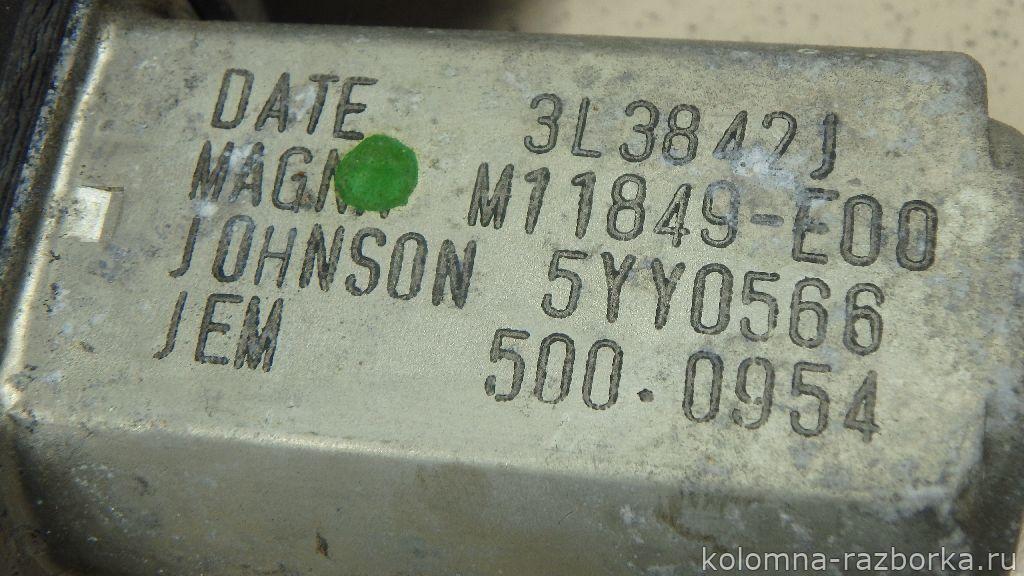 DATE 3L3842J
M11849-E00
JOHNSON 5YY0566
JEM 500.0954
kolomna-razborka.ru